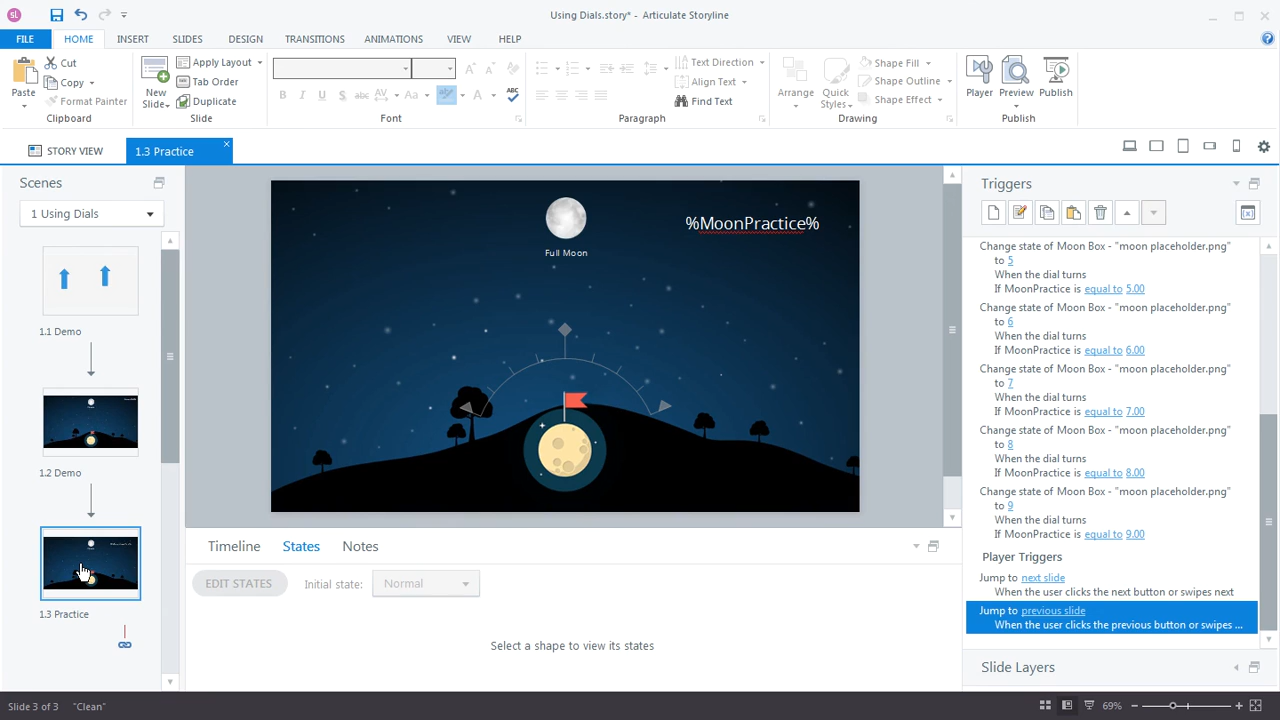 sl
Using Dials.story* - Articulate Storyline
FILE HOME INSERT SLIDES DESIGN TRANSITIONS ANIMATIONS VIEW HELP
Paste
Cut
Copy
Format Painter
Clipboard
New
Slide
Apply Layout
Tab Order
Duplicate
Slide
B I U S abc AV Aa A ABC
Font
Text Direction
Align Text
Find Text
Paragraph
Arrange
Quick
Styles
Shape Fill
Shape Outline
Shape Effect
Drawing
Player
Preview
Publish
Publish
STORY VIEW
1.3 Practice
Scenes
1 Using Dials
1.1 Demo
1.2 Demo
1.3 Practice
%MoonPractice%
Full Moon
Timeline States Notes
EDIT STATES Initial state: Normal
Select a shape to view its states
Triggers
Change state of Moon Box - "moon placeholder.png"
to 5
When the dial turns
If MoonPractice is equal to 5.00
Change state of Moon Box - "moon placeholder.png"
to 6
When the dial turns
If MoonPractice is equal to 6.00
Change state of Moon Box - "moon placeholder.png"
to 7
When the dial turns
If MoonPractice is equal to 7.00
Change state of Moon Box - "moon placeholder.png"
to 8
When the dial turns
If MoonPractice is equal to 8.00
Change state of Moon Box - "moon placeholder.png"
to 9
When the dial turns
If MoonPractice is equal to 9.00
Player Triggers
Jump to next slide
When the user clicks the next button or swipes next
Jump to previous slide
When the user clicks the previous button or swipes ...
Slide Layers
Slide 3 of 3 "Clean" 69%